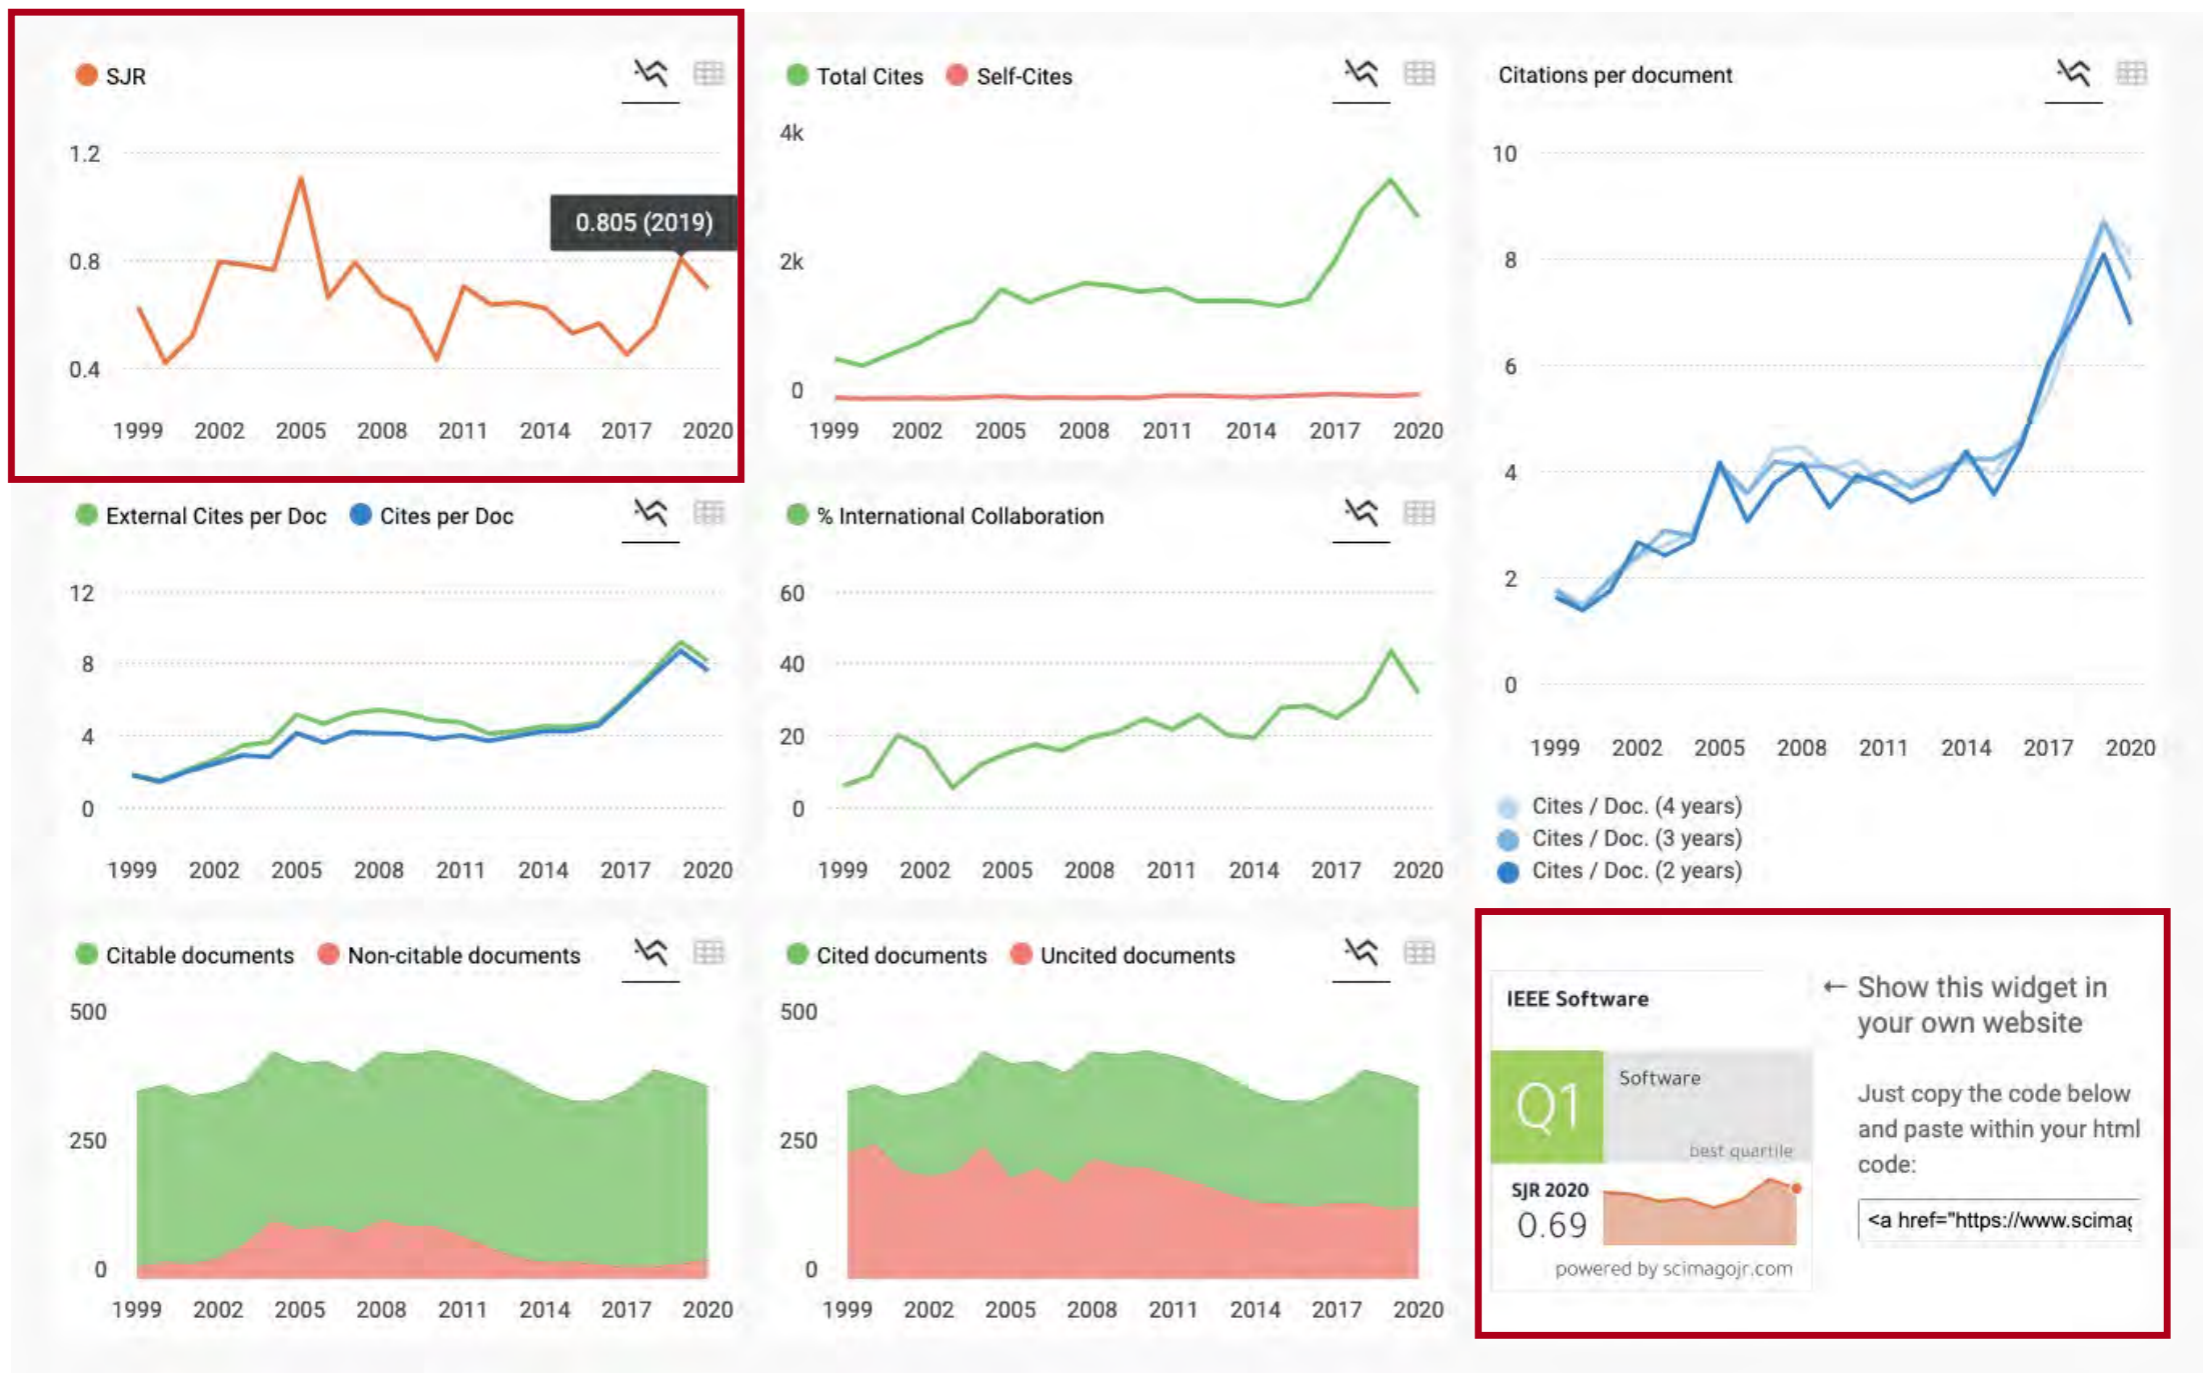 SJR
1.2
0.8
0.4
0.805 (2019)
1999 2002 2005 2008 2011 2014 2017 2020
Total Cites Self-Cites
4k
2k
0
1999 2002 2005 2008 2011 2014 2017 2020
Citations per document
10
8
6
4
2
0
1999 2002 2005 2008 2011 2014 2017 2020
Cites / Doc. (4 years)
Cites / Doc. (3 years)
Cites / Doc. (2 years)
External Cites per Doc Cites per Doc
12
8
4
0
1999 2002 2005 2008 2011 2014 2017 2020
% International Collaboration
60
40
20
0
1999 2002 2005 2008 2011 2014 2017 2020
Citable documents Non-citable documents
500
250
0
1999 2002 2005 2008 2011 2014 2017 2020
Cited documents Uncited documents
500
250
0
1999 2002 2005 2008 2011 2014 2017 2020
IEEE Software
Q1
Software
best quartile
SJR 2020
0.69
powered by scimagojr.com
← Show this widget in
your own website
Just copy the code below
and paste within your html
code:
<a href="https://www.scimag